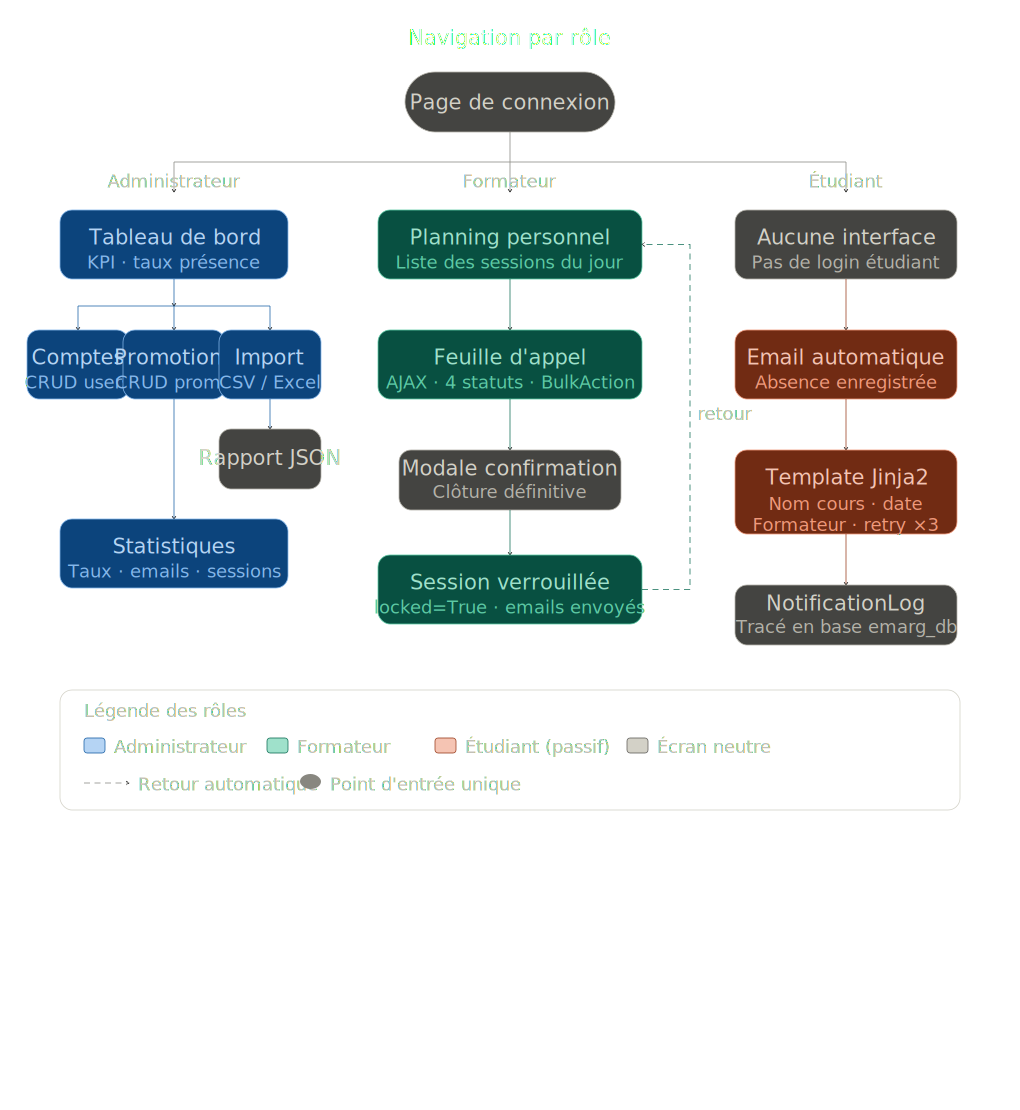 Navigation par rôle
Page de connexion
Administrateur
Formateur
Étudiant
Tableau de bord
KPI · taux présence
Planning personnel
Liste des sessions du jour
Aucune interface
Pas de login étudiant
Comptes
CRUD user
Promotion
CRUD prom
Import
CSV / Excel
Feuille d'appel
AJAX · 4 statuts · BulkAction
Email automatique
Absence enregistrée
retour
Rapport JSON
Modale confirmation
Clôture définitive
Template Jinja2
Nom cours · date
Formateur · retry ×3
Statistiques
Taux · emails · sessions
Session verrouillée
locked=True · emails envoyés
NotificationLog
Tracé en base emarg_db
Légende des rôles
Administrateur
Formateur
Étudiant (passif)
Écran neutre
Retour automatique
Point d'entrée unique